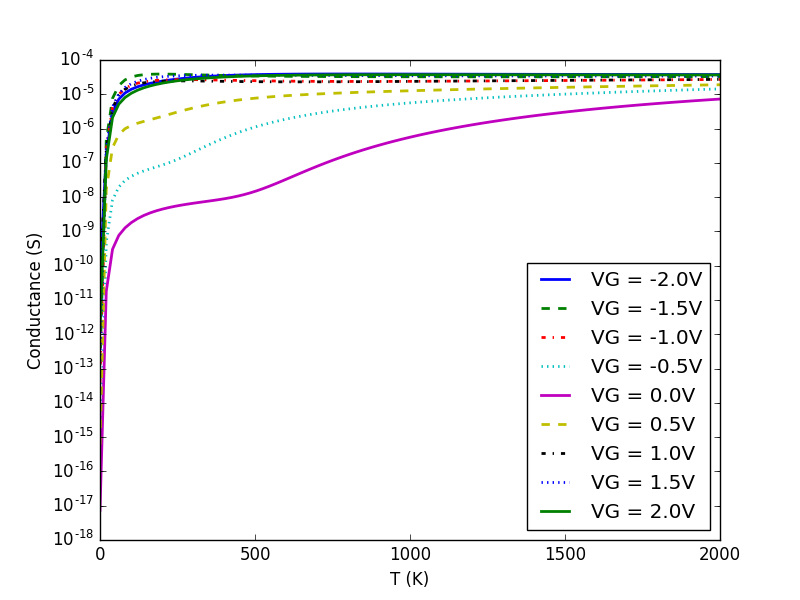 10^-4
10^-5
10^-6
10^-7
10^-8
10^-9
10^-10
10^-11
10^-12
10^-13
10^-14
10^-15
10^-16
10^-17
10^-18
Conductance (S)
VG = -2.0V
VG = -1.5V
VG = -1.0V
VG = -0.5V
VG = 0.0V
VG = 0.5V
VG = 1.0V
VG = 1.5V
VG = 2.0V
0 500 1000 1500 2000
T (K)